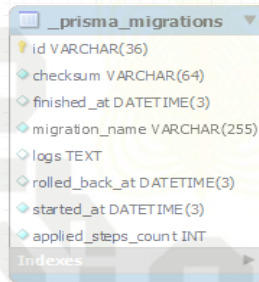 _prisma_migrations
id VARCHAR(36)
checksum VARCHAR(64)
finished_at DATETIME(3)
migration_name VARCHAR(255)
logs TEXT
rolled_back_at DATETIME(3)
started_at DATETIME(3)
applied_steps_count INT
Indexes